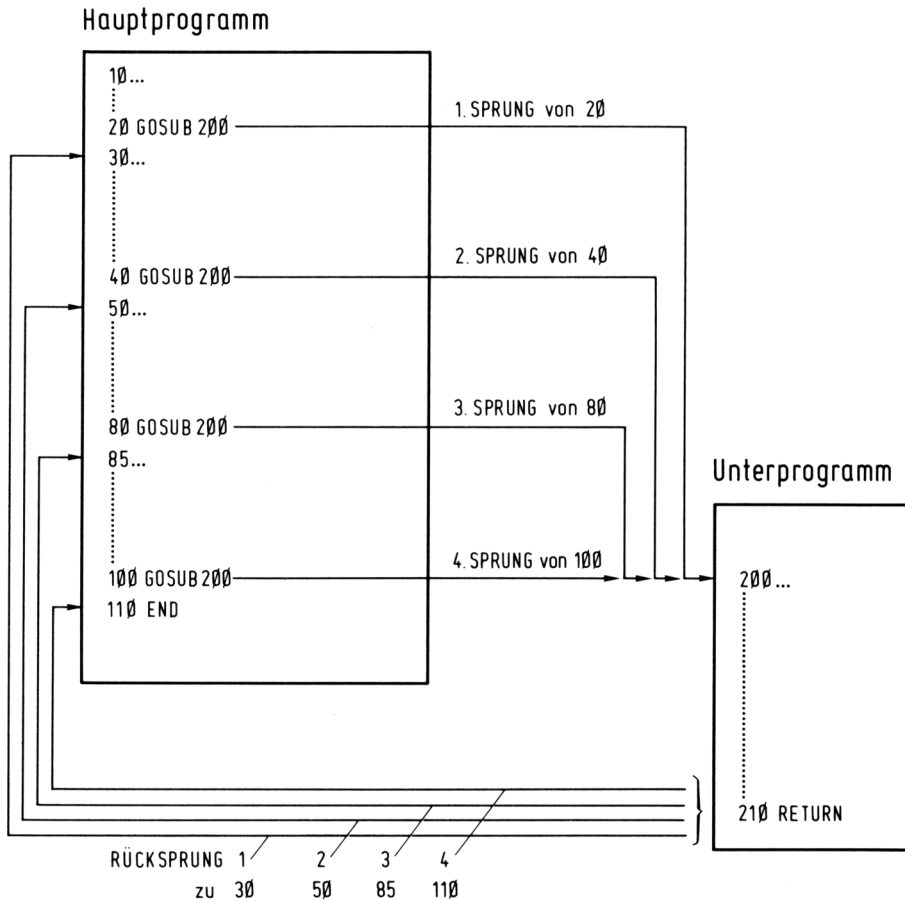 Hauptprogramm
10...
20 GOSUB 200
1. SPRUNG von 20
30...
40 GOSUB 200
2. SPRUNG von 40
50...
80 GOSUB 200
3. SPRUNG von 80
85...
100 GOSUB 200
4. SPRUNG von 100
110 END
Unterprogramm
200...
210 RETURN
RÜCKSPRUNG 1 2 3 4
zu 30 50 85 110